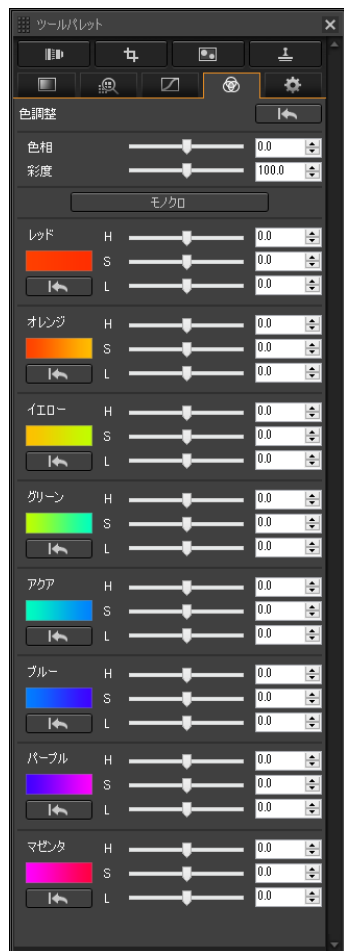 ツールパレット
色調整
色相 0.0
彩度 100.0
モノクロ
レッド H 0.0
S 0.0
L 0.0
オレンジ H 0.0
S 0.0
L 0.0
イエロー H 0.0
S 0.0
L 0.0
グリーン H 0.0
S 0.0
L 0.0
アクア H 0.0
S 0.0
L 0.0
ブルー H 0.0
S 0.0
L 0.0
パープル H 0.0
S 0.0
L 0.0
マゼンタ H 0.0
S 0.0
L 0.0